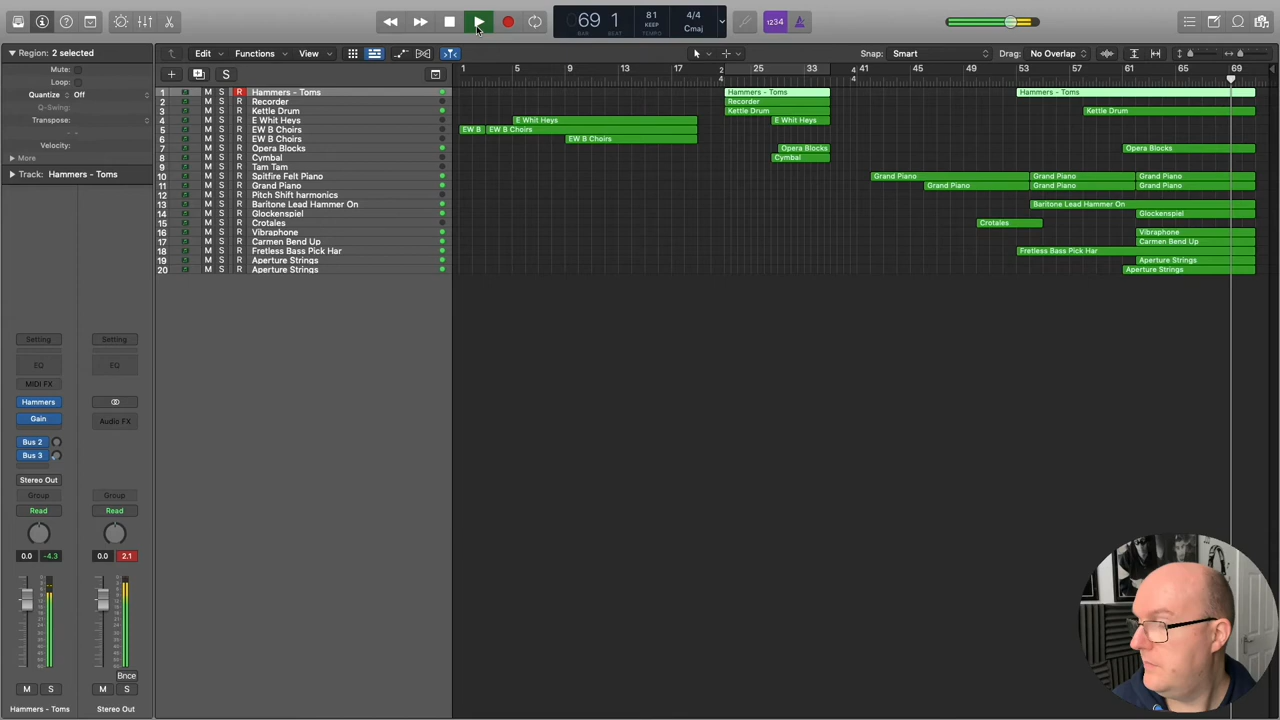 69 1 81 4/4
BAR BEAT KEEP TEMPO Cmaj
1234
Region: 2 selected
Edit Functions View Snap: Smart Drag: No Overlap
Mute:
Loop:
Quantize Off
Q-Swing:
Transpose:
Velocity:
More
Track: Hammers - Toms
1 5 9 13 17 2 25 33 4 41 45 49 53 57 61 65 69
4 4
1 M S R Hammers - Toms Hammers - Toms Hammers - Toms
2 M S R Recorder Recorder
3 M S R Kettle Drum Kettle Drum Kettle Drum
4 M S R E Whit Heys E Whit Heys E Whit Heys
5 M S R EW B Choirs EW B EW B Choirs
6 M S R EW B Choirs EW B Choirs
7 M S R Opera Blocks Opera Blocks Opera Blocks
8 M S R Cymbal Cymbal
9 M S R Tam Tam
10 M S R Spitfire Felt Piano Grand Piano Grand Piano Grand Piano
11 M S R Grand Piano Grand Piano Grand Piano Grand Piano
12 M S R Pitch Shift harmonics
13 M S R Baritone Lead Hammer On Baritone Lead Hammer On
14 M S R Glockenspiel Glockenspiel
15 M S R Crotales Crotales
16 M S R Vibraphone Vibraphone
17 M S R Carmen Bend Up Carmen Bend Up
18 M S R Fretless Bass Pick Har Fretless Bass Pick Har
19 M S R Aperture Strings Aperture Strings
20 M S R Aperture Strings Aperture Strings
Setting Setting
EQ EQ
MIDI FX
Hammers
Gain Audio FX
Bus 2
Bus 3
Stereo Out
Group Group
Read Read
0.0 -4.3 0.0 2.1
Bnce
M S M S
Hammers - Toms Stereo Out